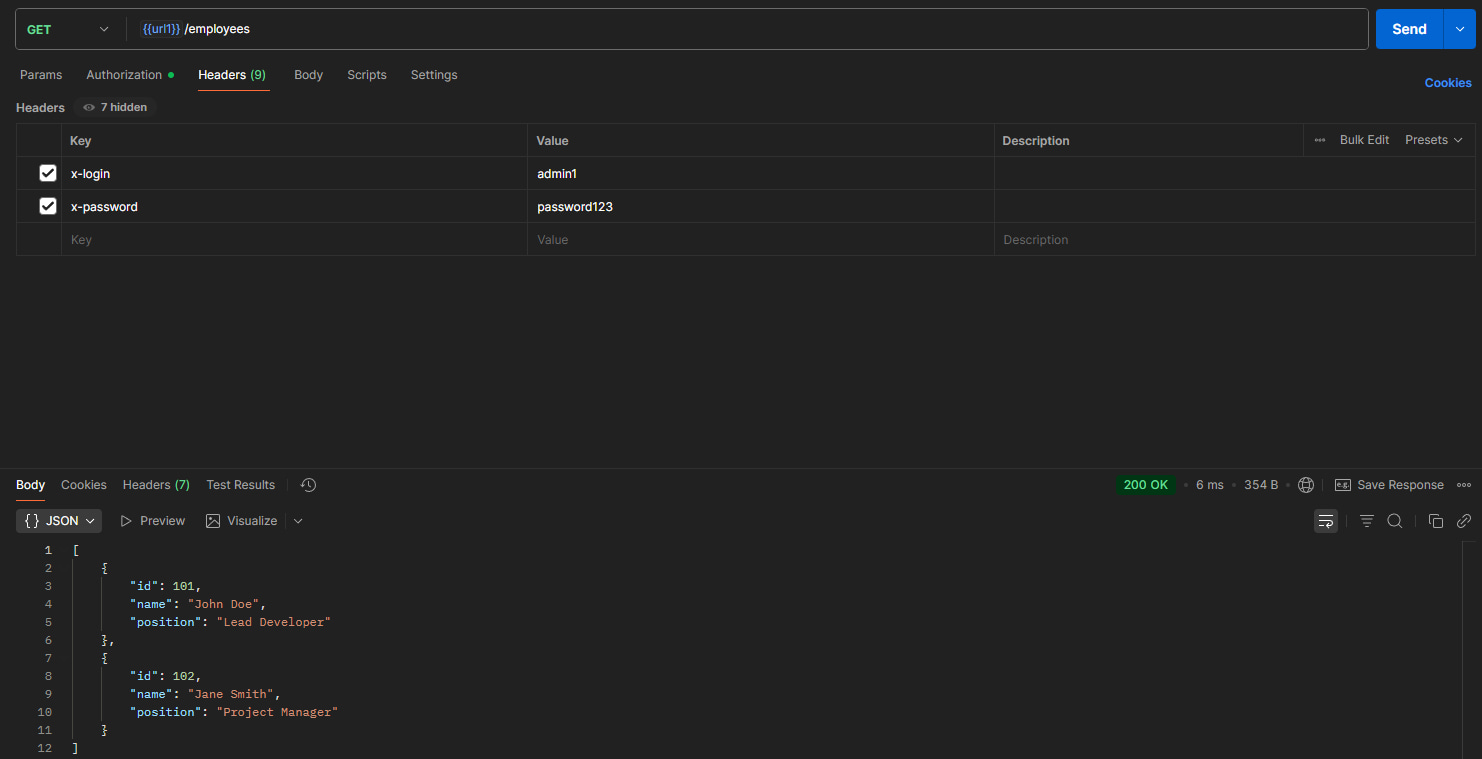 GET {{url1}} /employees Send
Params Authorization Headers (9) Body Scripts Settings
Cookies
Headers 7 hidden
Key Value Description Bulk Edit Presets
x-login admin1
x-password password123
Key Value Description
Body Cookies Headers (7) Test Results 200 OK 6 ms 354 B e.g. Save Response
{} JSON Preview Visualize
1 [
2 {
3 "id": 101,
4 "name": "John Doe",
5 "position": "Lead Developer"
6 },
7 {
8 "id": 102,
9 "name": "Jane Smith",
10 "position": "Project Manager"
11 }
12 ]